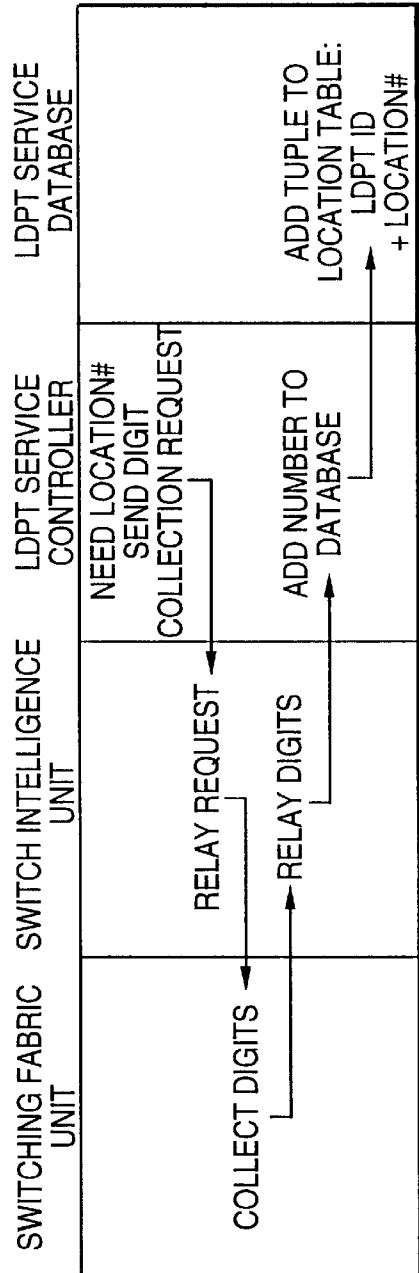 SWITCHING FABRIC
UNIT
SWITCH INTELLIGENCE
UNIT
LDPT SERVICE
CONTROLLER
LDPT SERVICE
DATABASE
NEED LOCATION#
SEND DIGIT
COLLECTION REQUEST
RELAY REQUEST
COLLECT DIGITS
RELAY DIGITS
ADD NUMBER TO
DATABASE
ADD TUPLE TO
LOCATION TABLE:
LDPT ID
+ LOCATION#